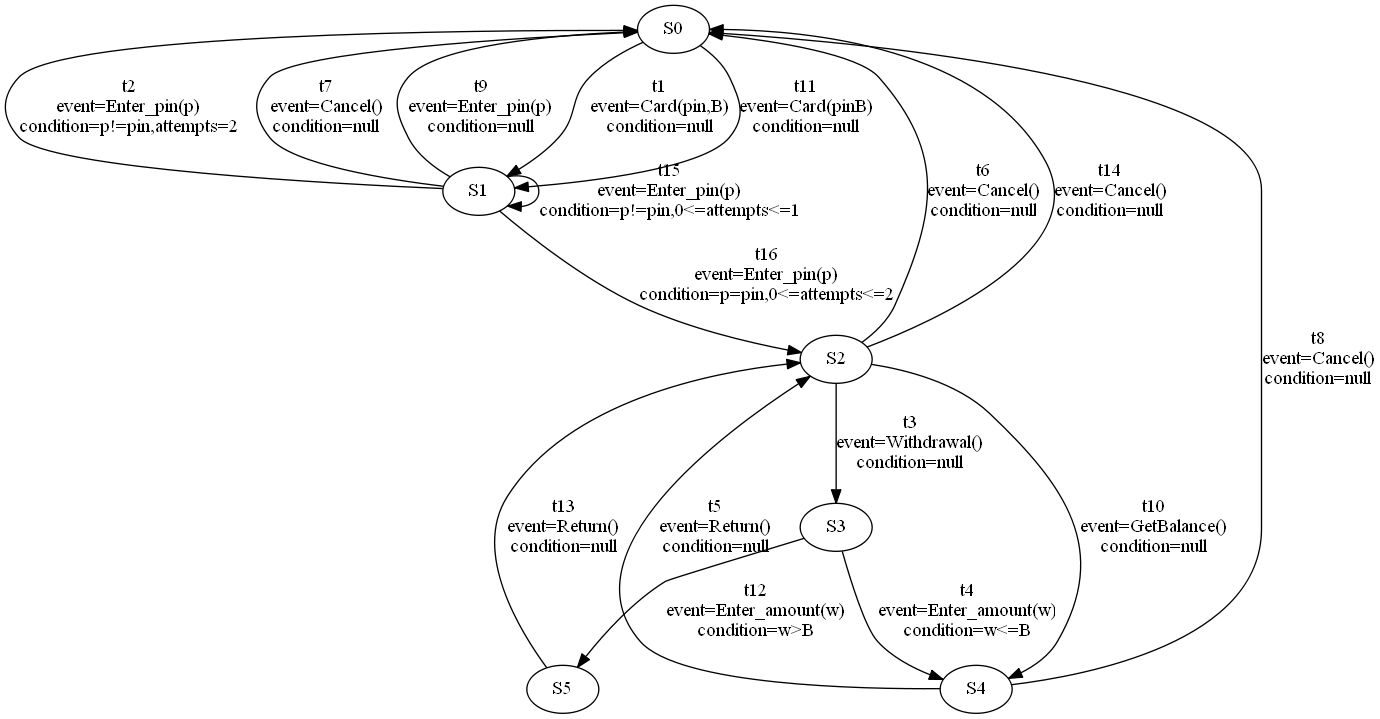 S0
t2
event=Enter_pin(p)
condition=p!=pin,attempts=2
t7
event=Cancel()
condition=null
t9
event=Enter_pin(p)
condition=null
t1
event=Card(pin,B)
condition=null
t11
event=Card(pinB)
condition=null
S1
t15
event=Enter_pin(p)
condition=p!=pin,0<=attempts<=1
t6
event=Cancel()
condition=null
t14
event=Cancel()
condition=null
t16
event=Enter_pin(p)
condition=p=pin,0<=attempts<=2
S2
t8
event=Cancel()
condition=null
t3
event=Withdrawal()
condition=null
t13
event=Return()
condition=null
t5
event=Return()
condition=null
S3
t10
event=GetBalance()
condition=null
t12
event=Enter_amount(w)
condition=w>B
t4
event=Enter_amount(w)
condition=w<=B
S5
S4